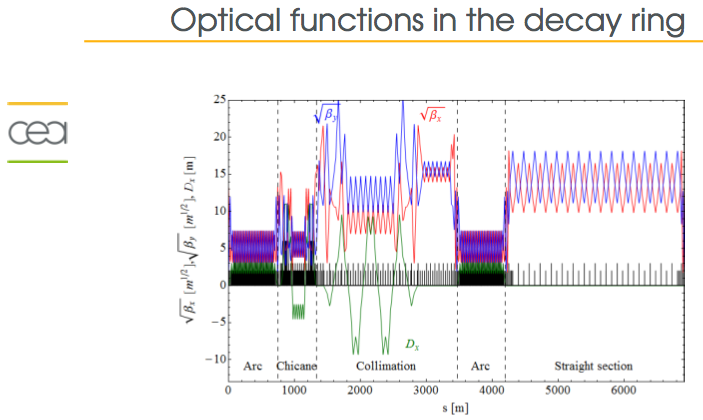 Optical functions in the decay ring
cea
√βx [m^1/2], √βy [m^1/2], Dx [m]
25
20
15
10
5
0
−5
−10
√βy
√βx
Dx
Arc
Chicane
Collimation
Arc
Straight section
0
1000
2000
3000
4000
5000
6000
s [m]